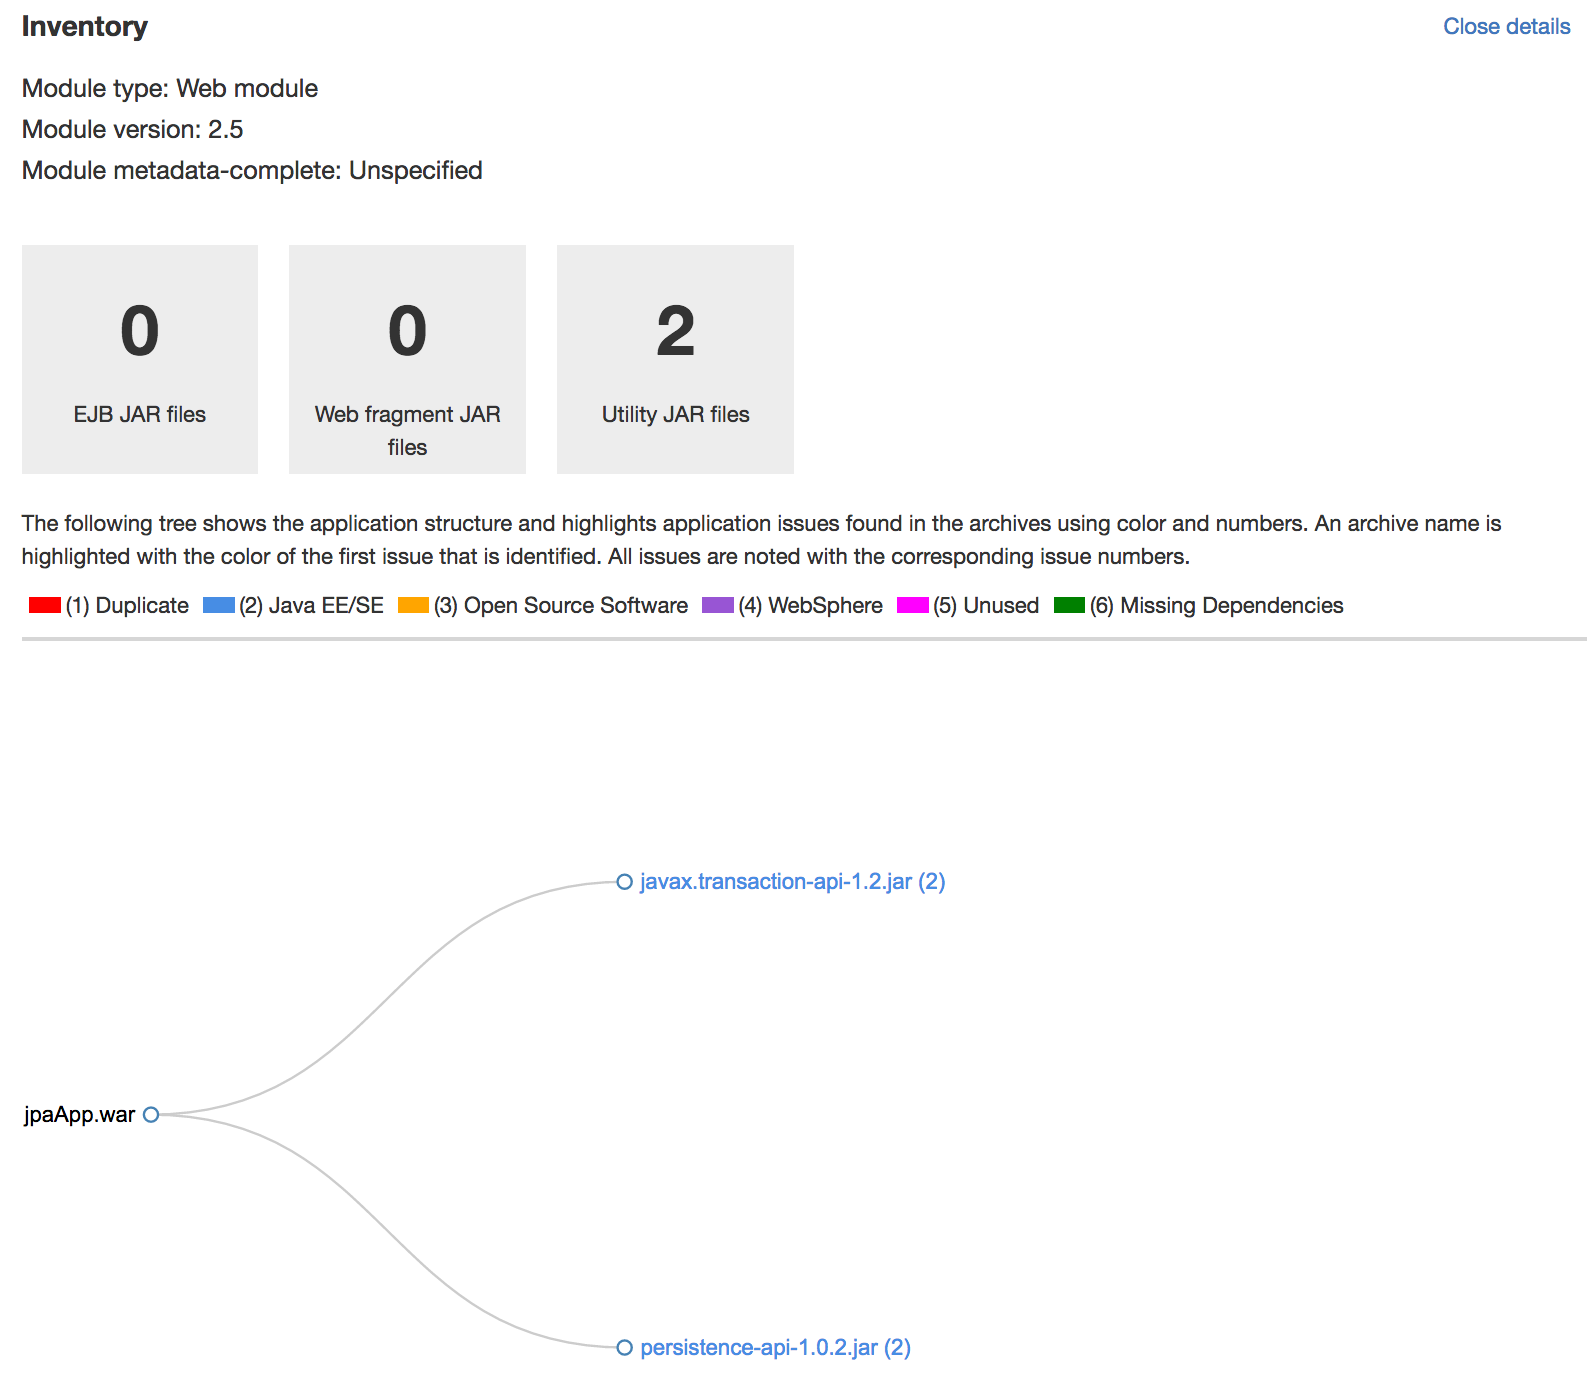 Inventory
Close details
Module type: Web module
Module version: 2.5
Module metadata-complete: Unspecified
0
EJB JAR files
0
Web fragment JAR
files
2
Utility JAR files
The following tree shows the application structure and highlights application issues found in the archives using color and numbers. An archive name is
highlighted with the color of the first issue that is identified. All issues are noted with the corresponding issue numbers.
(1) Duplicate (2) Java EE/SE (3) Open Source Software (4) WebSphere (5) Unused (6) Missing Dependencies
javax.transaction-api-1.2.jar (2)
jpaApp.war
persistence-api-1.0.2.jar (2)